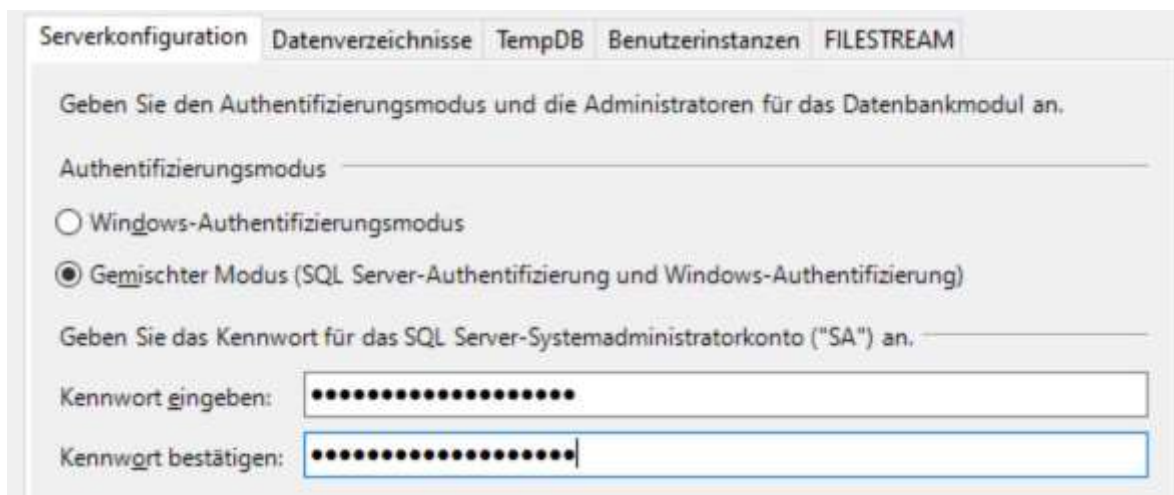 Serverkonfiguration Datenverzeichnisse TempDB Benutzerinstanzen FILESTREAM
Geben Sie den Authentifizierungsmodus und die Administratoren für das Datenbankmodul an.
Authentifizierungsmodus
Windows-Authentifizierungsmodus
Gemischter Modus (SQL Server-Authentifizierung und Windows-Authentifizierung)
Geben Sie das Kennwort für das SQL Server-Systemadministratorkonto ("SA") an.
Kennwort eingeben: •••••••••••••••••••
Kennwort bestätigen: •••••••••••••••••••